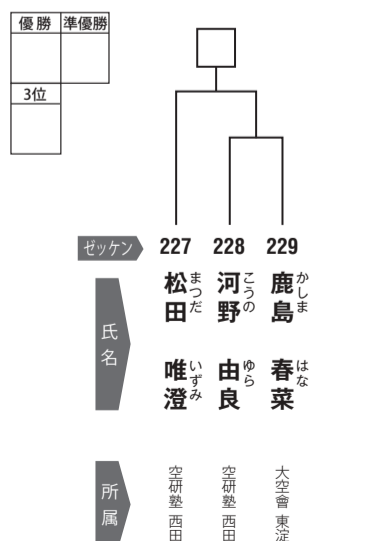 優勝 準優勝
3位
ゼッケン 227 228 229
氏名
松田 唯澄
まつだ いずみ
河野 由良
こうの ゆら
鹿島 春菜
かしま はな
所属
空研塾 西田
空研塾 西田
大空會 東淀